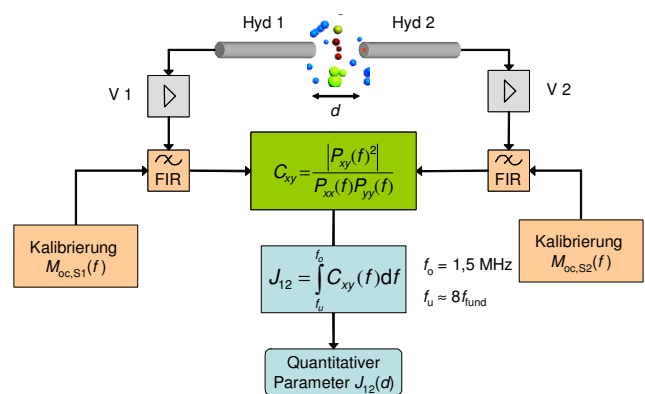 Hyd 1
Hyd 2
d
V 1
V 2
FIR
FIR
C_xy = |P_xy(f)²| / P_xx(f)P_yy(f)
Kalibrierung
M_oc,S1(f)
Kalibrierung
M_oc,S2(f)
J_12 = ∫_{f_u}^{f_o} C_xy(f)df
f_o = 1,5 MHz
f_u ≈ 8f_fund
Quantitativer
Parameter J_12(d)